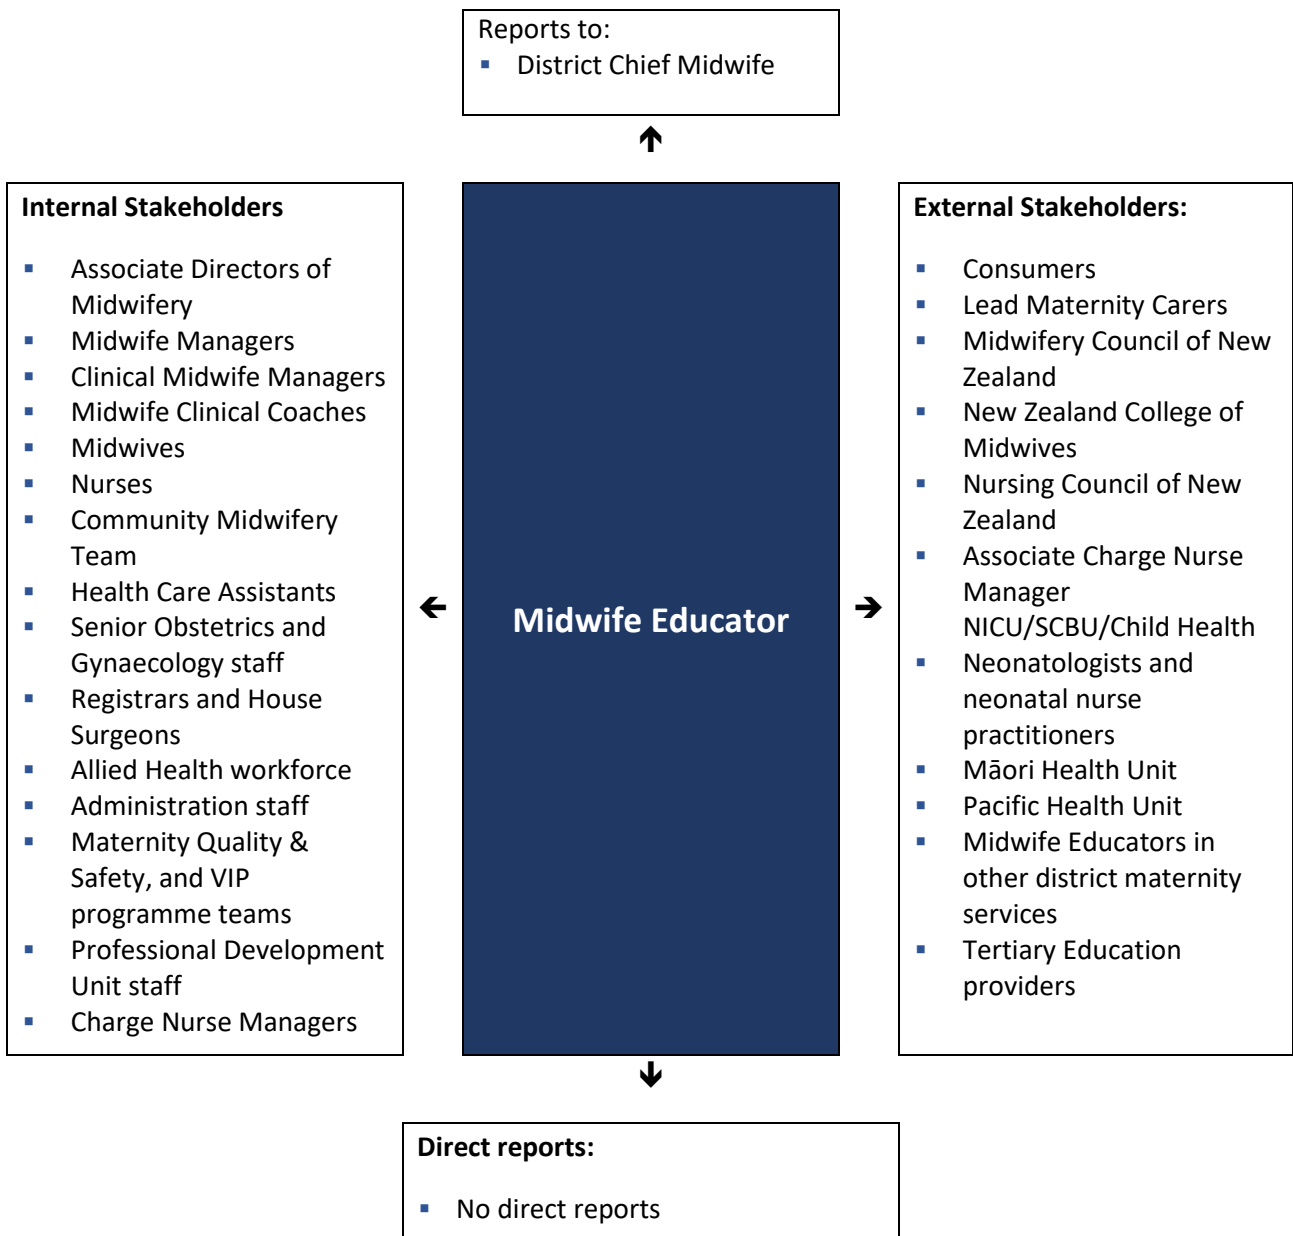 Reports to:
▪ District Chief Midwife
↑
Internal Stakeholders
▪ Associate Directors of
Midwifery
▪ Midwife Managers
▪ Clinical Midwife Managers
▪ Midwife Clinical Coaches
▪ Midwives
▪ Nurses
▪ Community Midwifery
Team
▪ Health Care Assistants
▪ Senior Obstetrics and
Gynaecology staff
▪ Registrars and House
Surgeons
▪ Allied Health workforce
▪ Administration staff
▪ Maternity Quality &
Safety, and VIP
programme teams
▪ Professional Development
Unit staff
▪ Charge Nurse Managers
←
Midwife Educator
→
External Stakeholders:
▪ Consumers
▪ Lead Maternity Carers
▪ Midwifery Council of New
Zealand
▪ New Zealand College of
Midwives
▪ Nursing Council of New
Zealand
▪ Associate Charge Nurse
Manager
NICU/SCBU/Child Health
▪ Neonatologists and
neonatal nurse
practitioners
▪ Māori Health Unit
▪ Pacific Health Unit
▪ Midwife Educators in
other district maternity
services
▪ Tertiary Education
providers
↓
Direct reports:
▪ No direct reports